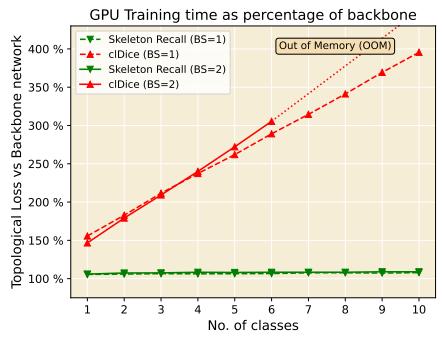 GPU Training time as percentage of backbone
Topological Loss vs Backbone network
400 %
350 %
300 %
250 %
200 %
150 %
100 %
Skeleton Recall (BS=1)
clDice (BS=1)
Skeleton Recall (BS=2)
clDice (BS=2)
Out of Memory (OOM)
1 2 3 4 5 6 7 8 9 10
No. of classes